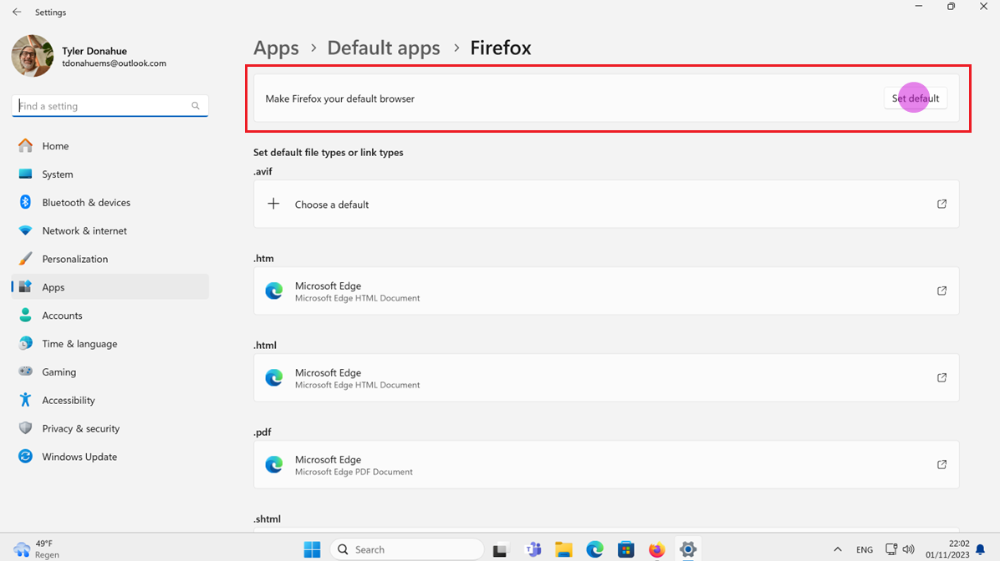 Settings
Tyler Donahue
tdonahuems@outlook.com
Find a setting
Home
System
Bluetooth & devices
Network & internet
Personalization
Apps
Accounts
Time & language
Gaming
Accessibility
Privacy & security
Windows Update
Apps > Default apps > Firefox
Make Firefox your default browser
Set default
Set default file types or link types
.avif
Choose a default
.htm
Microsoft Edge
Microsoft Edge HTML Document
.html
Microsoft Edge
Microsoft Edge HTML Document
.pdf
Microsoft Edge
Microsoft Edge PDF Document
.shtml
49°F
Regen
Search
ENG
22:02
01/11/2023